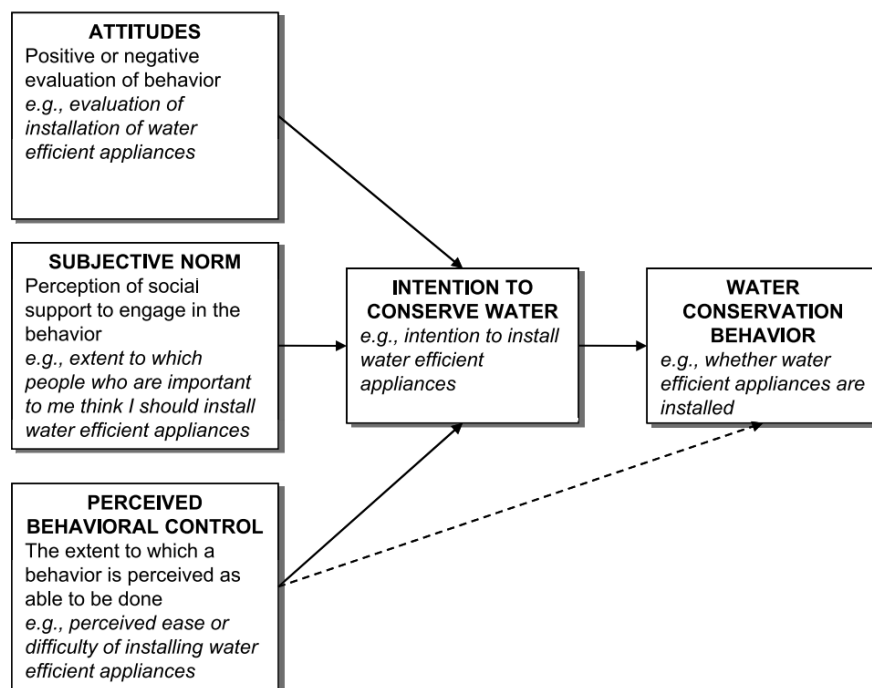 ATTITUDES
Positive or negative
evaluation of behavior
e.g., evaluation of
installation of water
efficient appliances
SUBJECTIVE NORM
Perception of social
support to engage in the
behavior
e.g., extent to which
people who are important
to me think I should install
water efficient appliances
PERCEIVED
BEHAVIORAL CONTROL
The extent to which a
behavior is perceived as
able to be done
e.g., perceived ease or
difficulty of installing water
efficient appliances
INTENTION TO
CONSERVE WATER
e.g., intention to install
water efficient
appliances
WATER
CONSERVATION
BEHAVIOR
e.g., whether water
efficient appliances are
installed